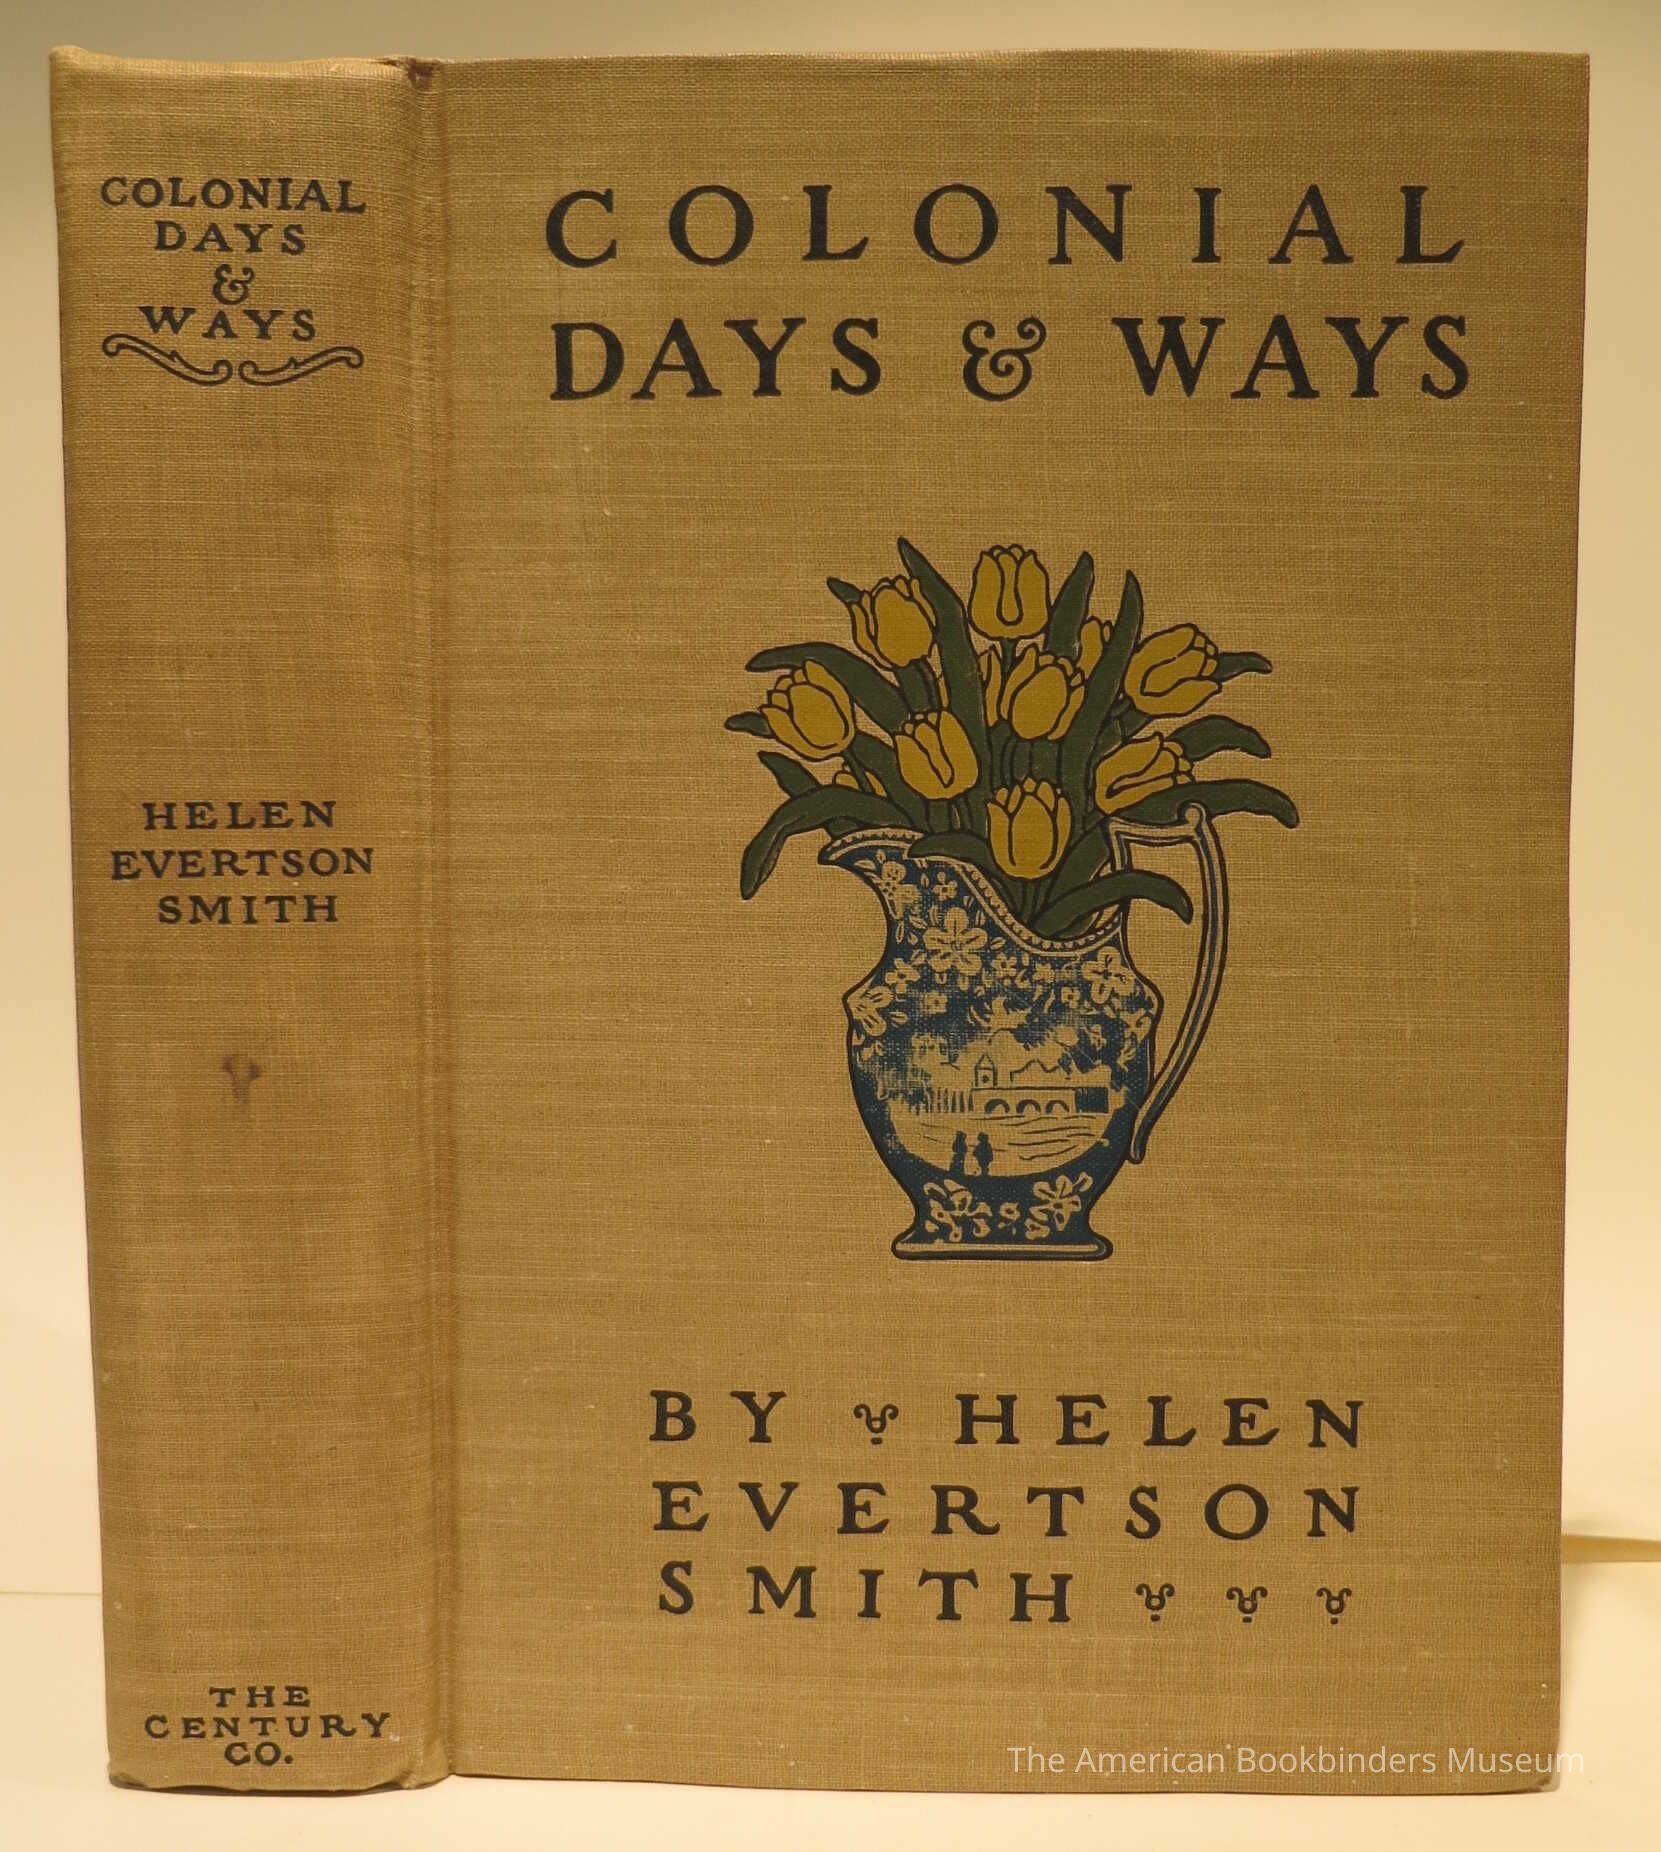 COLONIAL
DAYS
&
WAYS
HELEN
EVERTSON
SMITH
THE
CENTURY
CO.
COLONIAL
DAYS & WAYS
BY HELEN
EVERTSON
SMITH
The American Bookbinders Museum